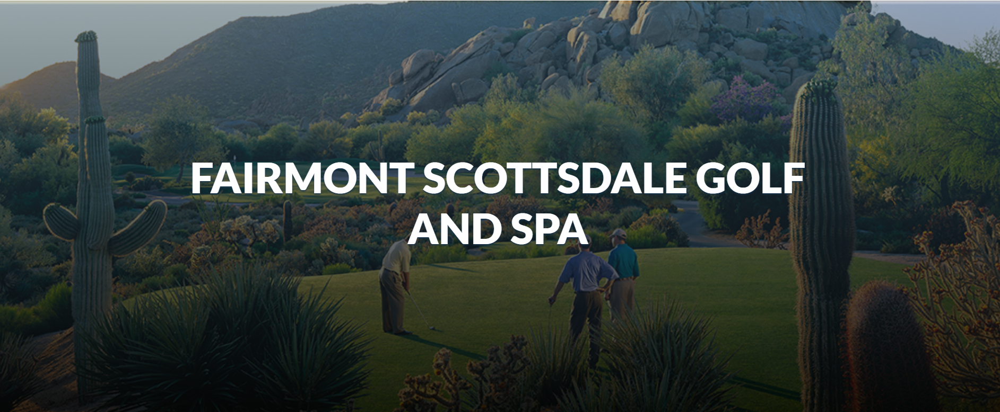 FAIRMONT SCOTTSDALE GOLF
AND SPA